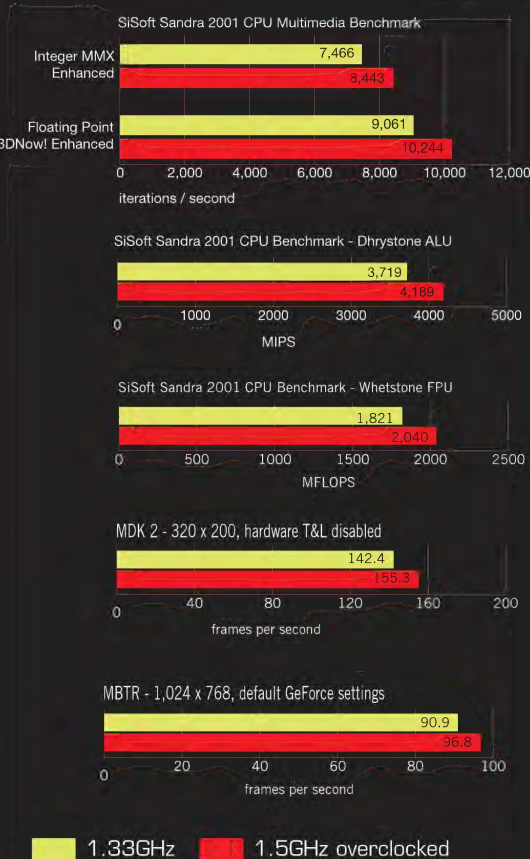 SiSoft Sandra 2001 CPU Multimedia Benchmark
Integer MMX
Enhanced
7,466
8,443
Floating Point
3DNow! Enhanced
9,061
10,244
0 2,000 4,000 6,000 8,000 10,000 12,000
iterations / second
SiSoft Sandra 2001 CPU Benchmark - Dhrystone ALU
3,719
4,189
0 1000 2000 3000 4000 5000
MIPS
SiSoft Sandra 2001 CPU Benchmark - Whetstone FPU
1,821
2,040
0 500 1000 1500 2000 2500
MFLOPS
MDK 2 - 320 x 200, hardware T&L disabled
142.4
155.3
0 40 80 120 160 200
frames per second
MBTR - 1,024 x 768, default GeForce settings
90.9
96.8
0 20 40 60 80 100
frames per second
1.33GHz 1.5GHz overclocked